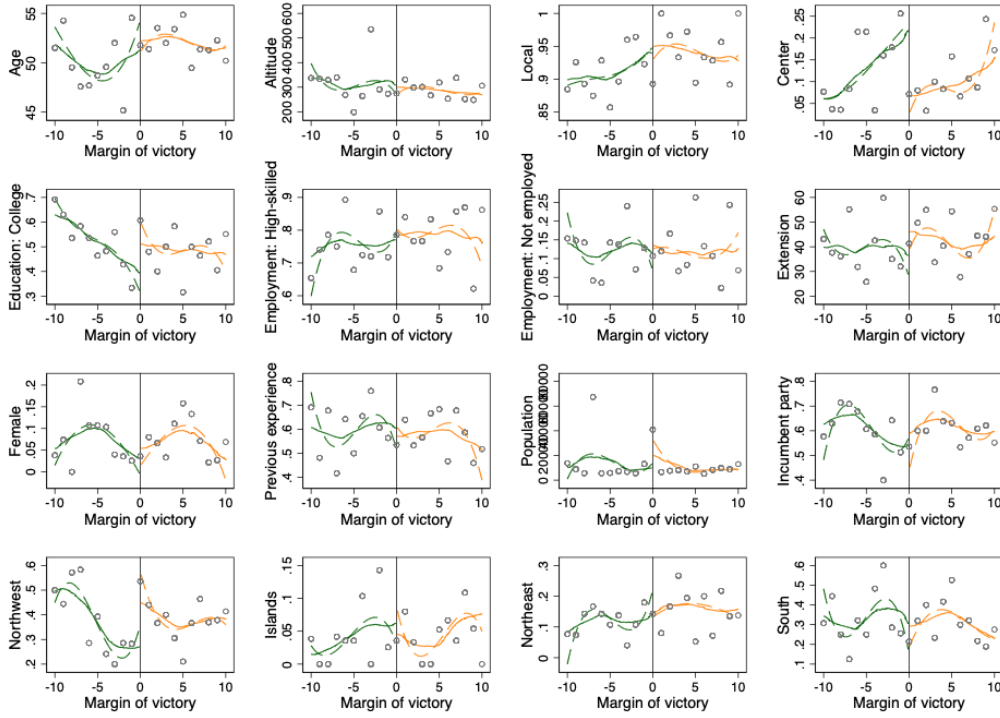 Age
45 50 55
-10 -5 0 5 10
Margin of victory
Altitude
200 300 400 500 600
-10 -5 0 5 10
Margin of victory
Local
.85 .9 .95 1
-10 -5 0 5 10
Margin of victory
Center
.05 .1 .15 .2 .25
-10 -5 0 5 10
Margin of victory
Education: College
.3 .4 .5 .6 .7
-10 -5 0 5 10
Margin of victory
Employment: High-skilled
.6 .7 .8 .9
-10 -5 0 5 10
Margin of victory
Employment: Not employed
0 .05 .1 .15 .2 .25
-10 -5 0 5 10
Margin of victory
Extension
20 30 40 50 60
-10 -5 0 5 10
Margin of victory
Female
0 .05 .1 .15 .2
-10 -5 0 5 10
Margin of victory
Previous experience
.4 .5 .6 .7 .8
-10 -5 0 5 10
Margin of victory
Population
0 20000 40000 60000 80000
-10 -5 0 5 10
Margin of victory
Incumbent party
.4 .5 .6 .7 .8
-10 -5 0 5 10
Margin of victory
Northwest
.2 .3 .4 .5 .6
-10 -5 0 5 10
Margin of victory
Islands
0 .05 .1 .15
-10 -5 0 5 10
Margin of victory
Northeast
0 .1 .2 .3 .4
-10 -5 0 5 10
Margin of victory
South
.1 .2 .3 .4 .5 .6
-10 -5 0 5 10
Margin of victory